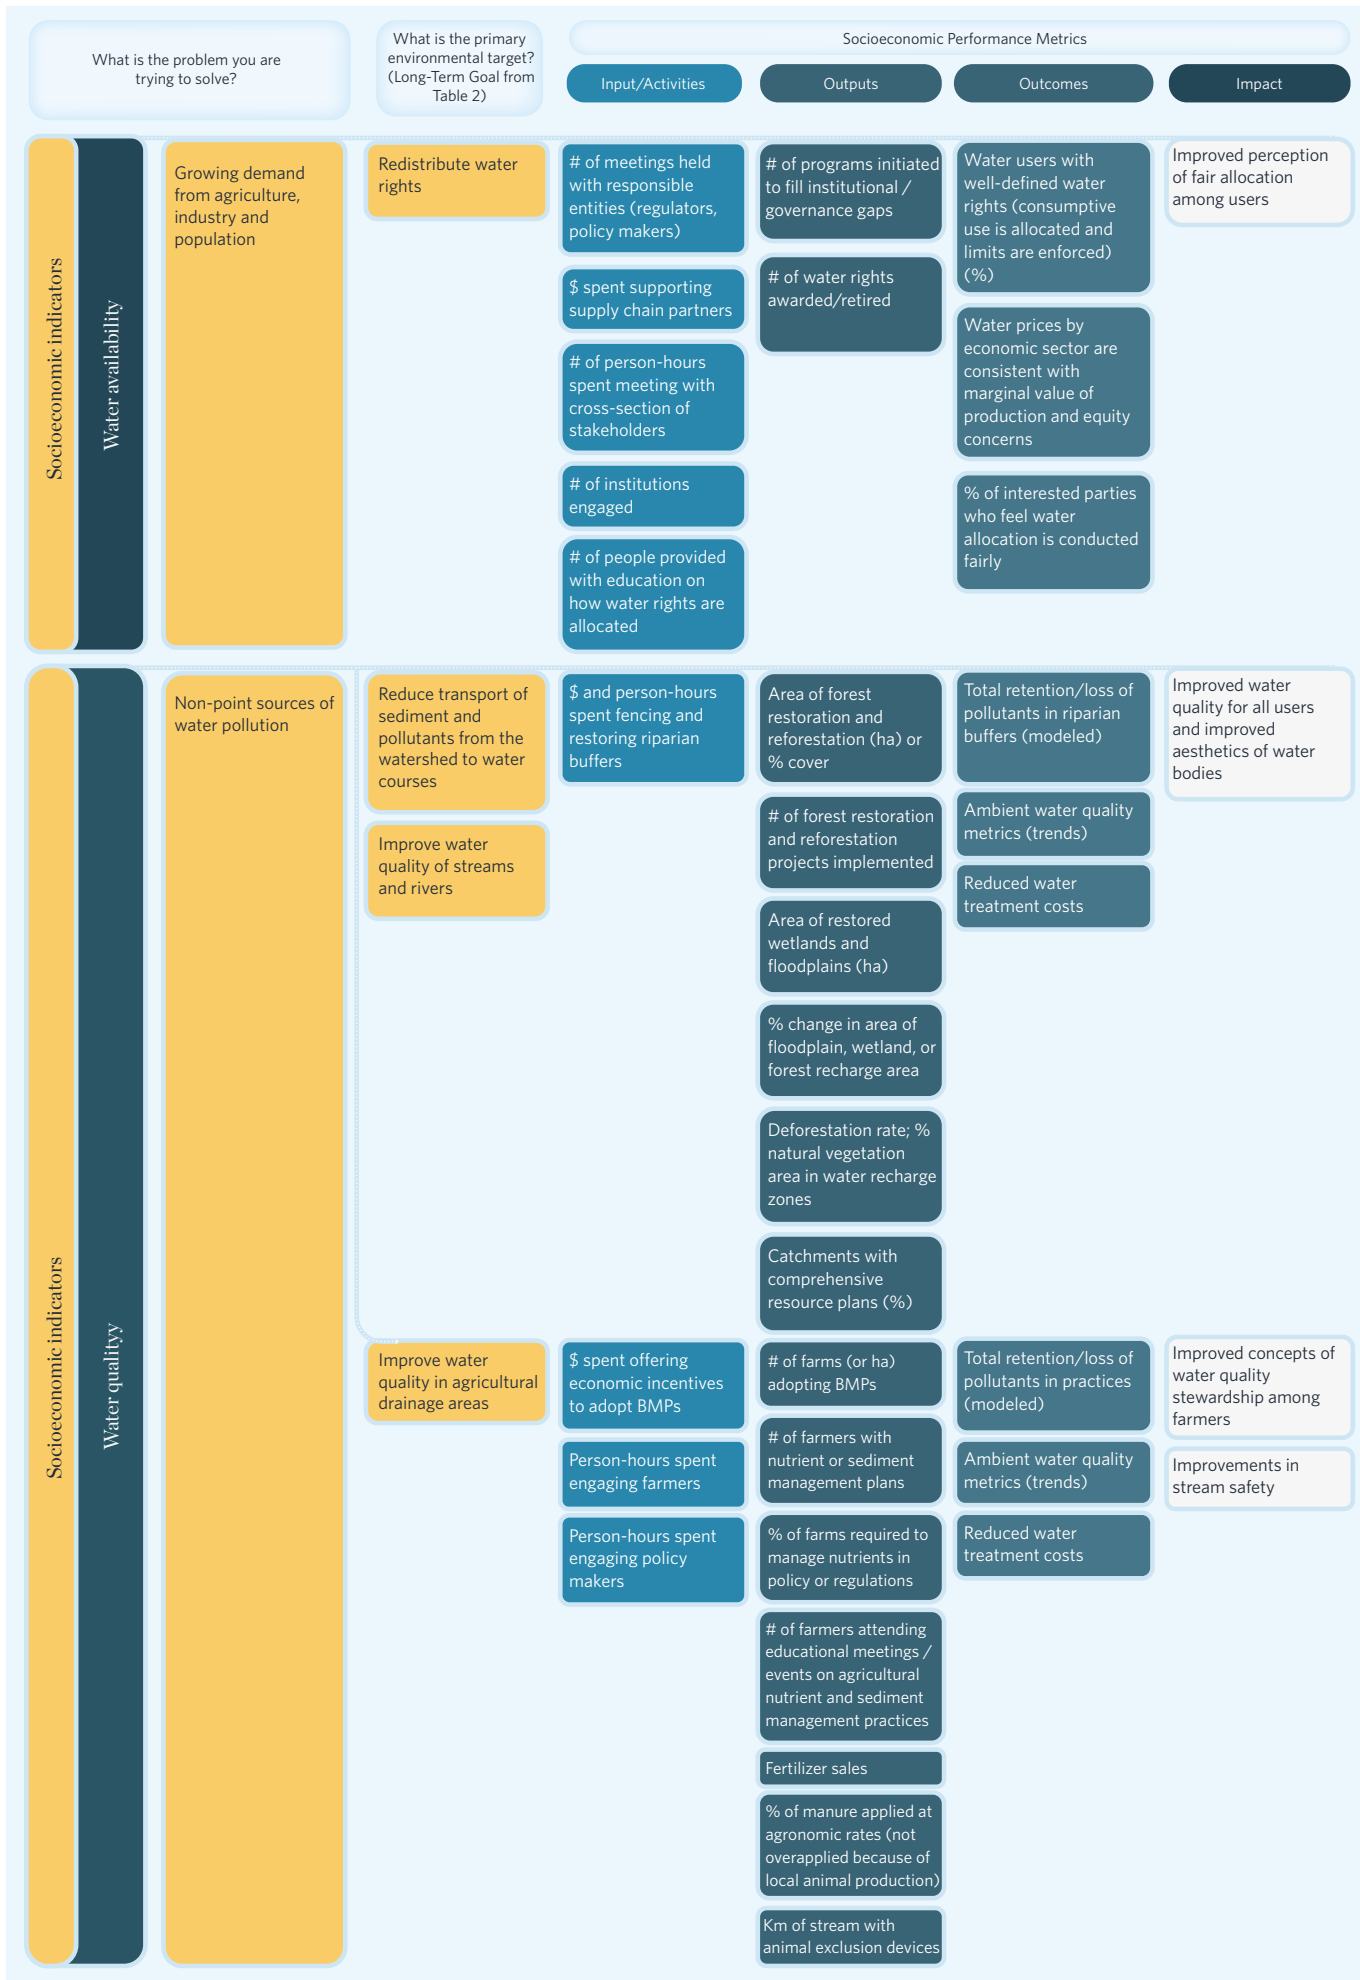 What is the problem you are
trying to solve?
What is the primary
environmental target?
(Long-Term Goal from
Table 2)
Socioeconomic Performance Metrics
Input/Activities
Outputs
Outcomes
Impact
Socioeconomic indicators
Water availability
Growing demand
from agriculture,
industry and
population
Redistribute water
rights
# of meetings held
with responsible
entities (regulators,
policy makers)
$ spent supporting
supply chain partners
# of person-hours
spent meeting with
cross-section of
stakeholders
# of institutions
engaged
# of people provided
with education on
how water rights are
allocated
# of programs initiated
to fill institutional /
governance gaps
# of water rights
awarded/retired
Water users with
well-defined water
rights (consumptive
use is allocated and
limits are enforced)
(%)
Water prices by
economic sector are
consistent with
marginal value of
production and equity
concerns
% of interested parties
who feel water
allocation is conducted
fairly
Improved perception
of fair allocation
among users
Socioeconomic indicators
Water qualityy
Non-point sources of
water pollution
Reduce transport of
sediment and
pollutants from the
watershed to water
courses
Improve water
quality of streams
and rivers
$ and person-hours
spent fencing and
restoring riparian
buffers
Area of forest
restoration and
reforestation (ha) or
% cover
# of forest restoration
and reforestation
projects implemented
Area of restored
wetlands and
floodplains (ha)
% change in area of
floodplain, wetland, or
forest recharge area
Deforestation rate; %
natural vegetation
area in water recharge
zones
Catchments with
comprehensive
resource plans (%)
Total retention/loss of
pollutants in riparian
buffers (modeled)
Ambient water quality
metrics (trends)
Reduced water
treatment costs
Improved water
quality for all users
and improved
aesthetics of water
bodies
Improve water
quality in agricultural
drainage areas
$ spent offering
economic incentives
to adopt BMPs
Person-hours spent
engaging farmers
Person-hours spent
engaging policy
makers
# of farms (or ha)
adopting BMPs
# of farmers with
nutrient or sediment
management plans
% of farms required to
manage nutrients in
policy or regulations
# of farmers attending
educational meetings /
events on agricultural
nutrient and sediment
management practices
Fertilizer sales
% of manure applied at
agronomic rates (not
overapplied because of
local animal production)
Km of stream with
animal exclusion devices
Total retention/loss of
pollutants in practices
(modeled)
Ambient water quality
metrics (trends)
Reduced water
treatment costs
Improved concepts of
water quality
stewardship among
farmers
Improvements in
stream safety